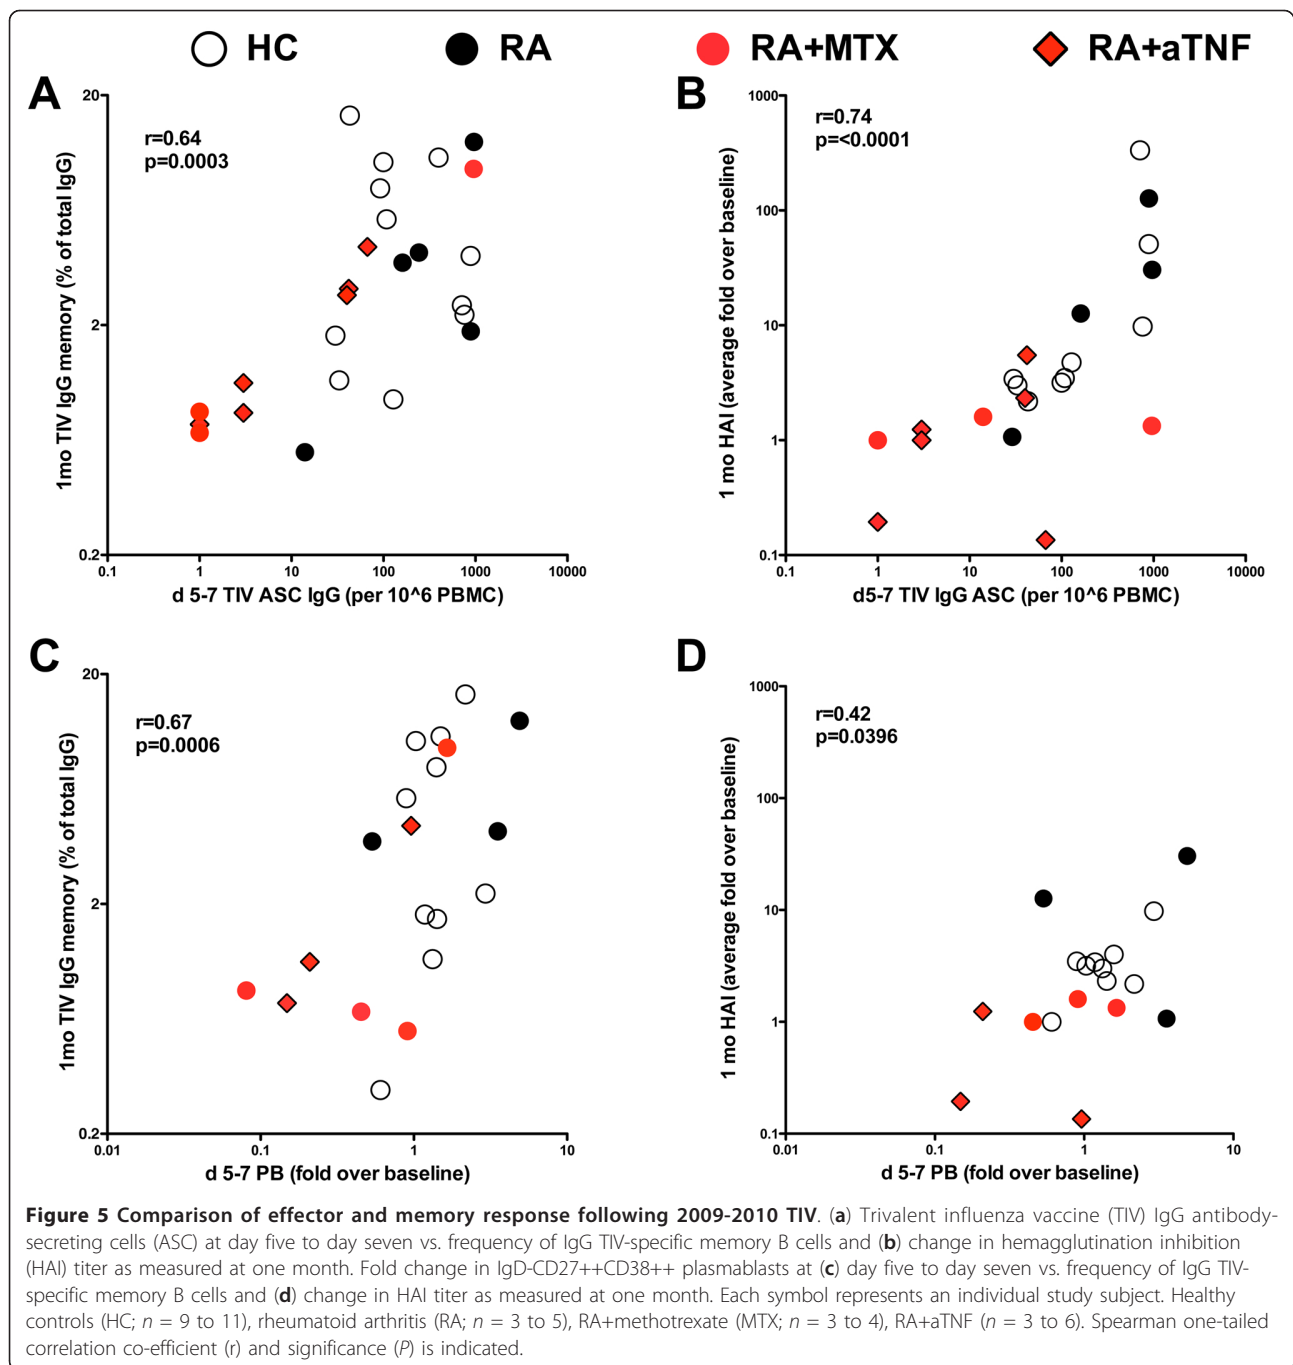 HC RA RA+MTX RA+aTNF
A
20
2
0.2
r=0.64
p=0.0003
1mo TIV IgG memory (% of total IgG)
0.1 1 10 100 1000 10000
d 5-7 TIV ASC IgG (per 10^6 PBMC)
B
1000
100
10
1
0.1
r=0.74
p=<0.0001
1 mo HAI (average fold over baseline)
0.1 1 10 100 1000 10000
d5-7 TIV IgG ASC (per 10^6 PBMC)
C
20
2
0.2
r=0.67
p=0.0006
1mo TIV IgG memory (% of total IgG)
0.01 0.1 1 10
d 5-7 PB (fold over baseline)
D
1000
100
10
1
0.1
r=0.42
p=0.0396
1 mo HAI (average fold over baseline)
0.01 0.1 1 10
d 5-7 PB (fold over baseline)
Figure 5 Comparison of effector and memory response following 2009-2010 TIV. (a) Trivalent influenza vaccine (TIV) IgG antibody-
secreting cells (ASC) at day five to day seven vs. frequency of IgG TIV-specific memory B cells and (b) change in hemagglutination inhibition
(HAI) titer as measured at one month. Fold change in IgD-CD27++CD38++ plasmablasts at (c) day five to day seven vs. frequency of IgG TIV-
specific memory B cells and (d) change in HAI titer as measured at one month. Each symbol represents an individual study subject. Healthy
controls (HC; n = 9 to 11), rheumatoid arthritis (RA; n = 3 to 5), RA+methotrexate (MTX; n = 3 to 4), RA+aTNF (n = 3 to 6). Spearman one-tailed
correlation co-efficient (r) and significance (P) is indicated.